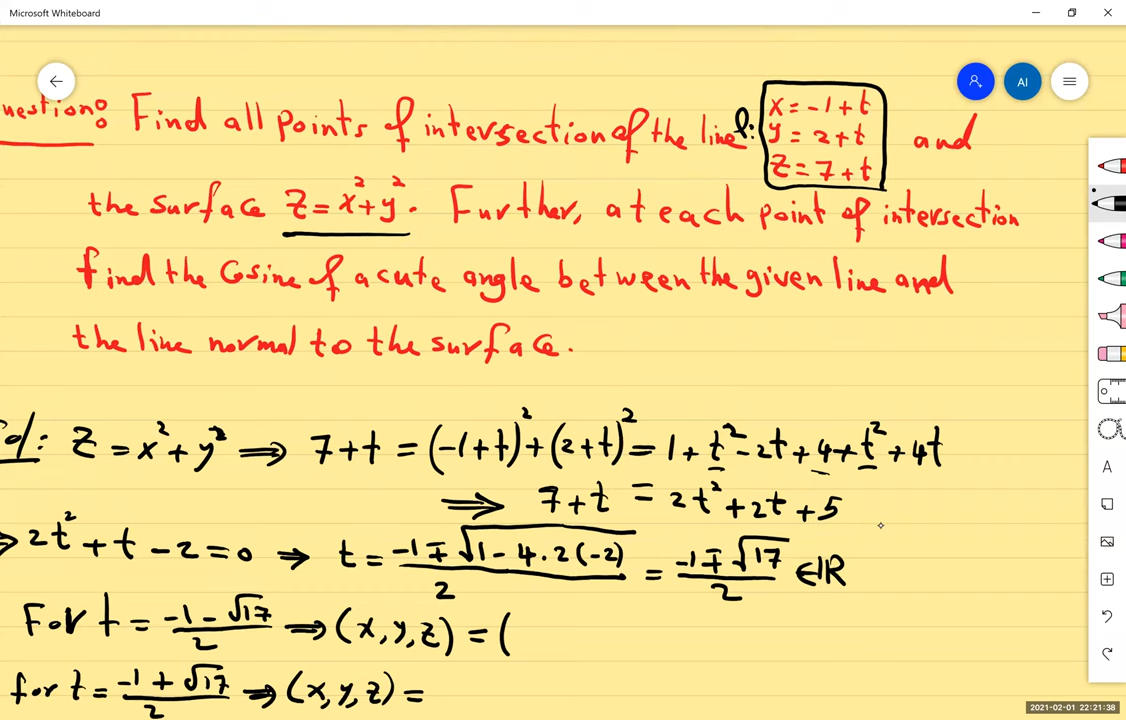 Microsoft Whiteboard
uestion: Find all points of intersection of the line l: x = -1+t and
y = 2+t
z = 7+t
the surface z = x²+y². Further, at each point of intersection
find the Cosine of acute angle between the given line and
the line normal to the surface.
ol: z = x²+y² ⟹ 7+t = (-1+t)²+(2+t)² = 1+t²-2t+4+t²+4t
⟹ 7+t = 2t²+2t+5
⇒ 2t²+t-2=0 → t = (-1∓√(1-4.2(-2)))/2 = (-1∓√17)/2 ∈ IR
For t = (-1-√17)/2 ⟹ (x,y,z) = (
for t = (-1+√17)/2 ⟹ (x,y,z) =
AI
A
2021-02-01 22:21:38